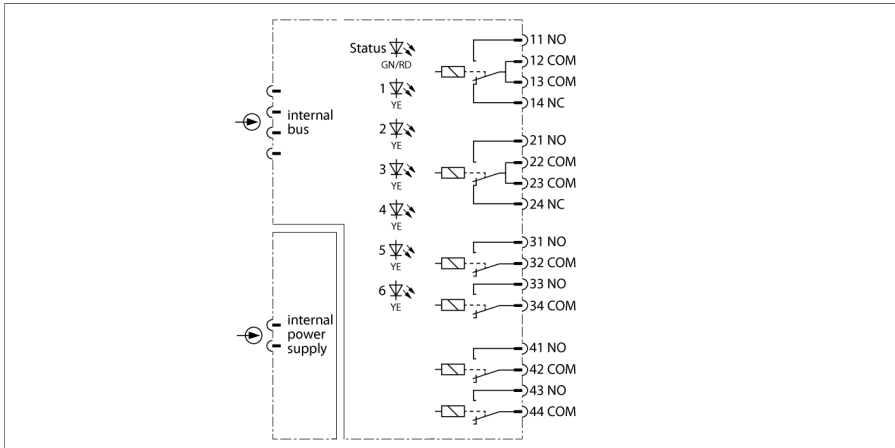 Status
GN/RD
1
YE
2
YE
3
YE
4
YE
5
YE
6
YE
internal
bus
internal
power
supply
11 NO
12 COM
13 COM
14 NC
21 NO
22 COM
23 COM
24 NC
31 NO
32 COM
33 NO
34 COM
41 NO
42 COM
43 NO
44 COM